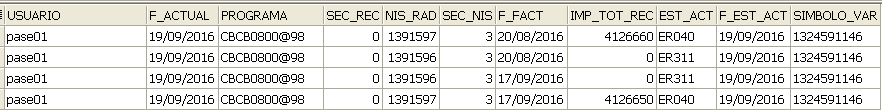 USUARIO F_ACTUAL PROGRAMA SEC_REC NIS_RAD SEC_NIS F_FACT IMP_TOT_REC EST_ACT F_EST_ACT SIMBOLO_VAR
pase01 19/09/2016 CBCB0800@98 0 1391597 3 20/08/2016 4126660 ER040 19/09/2016 1324591146
pase01 19/09/2016 CBCB0800@98 0 1391596 3 20/08/2016 0 ER311 19/09/2016 1324591146
pase01 19/09/2016 CBCB0800@98 0 1391596 3 17/09/2016 0 ER311 19/09/2016 1324591146
pase01 19/09/2016 CBCB0800@98 0 1391597 3 17/09/2016 4126650 ER040 19/09/2016 1324591146